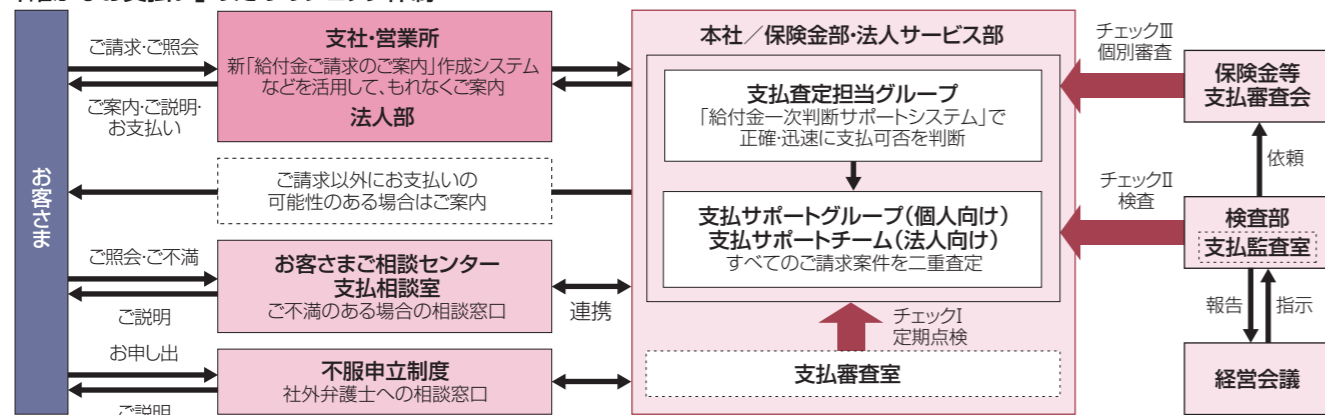 お客さま
ご請求・ご照会
ご案内・ご説明・
お支払い
支社・営業所
新「給付金ご請求のご案内」作成システム
などを活用して、もれなくご案内
法人部
ご請求以外にお支払いの
可能性のある場合はご案内
ご照会・ご不満
ご説明
お客さまご相談センター
支払相談室
ご不満のある場合の相談窓口
連携
お申し出
ご説明
不服申立制度
社外弁護士への相談窓口
本社／保険金部・法人サービス部
支払査定担当グループ
「給付金一次判断サポートシステム」で
正確・迅速に支払可否を判断
支払サポートグループ（個人向け）
支払サポートチーム（法人向け）
すべてのご請求案件を二重査定
チェックⅠ
定期点検
支払審査室
チェックⅢ
個別審査
保険金等
支払審査会
依頼
チェックⅡ
検査
検査部
支払監査室
報告
指示
経営会議